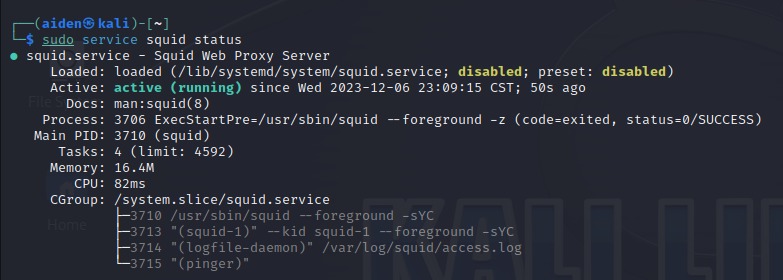 ┌──(aiden㉿kali)-[~]
└─$ sudo service squid status
● squid.service - Squid Web Proxy Server
     Loaded: loaded (/lib/systemd/system/squid.service; disabled; preset: disabled)
     Active: active (running) since Wed 2023-12-06 23:09:15 CST; 50s ago
       Docs: man:squid(8)
    Process: 3706 ExecStartPre=/usr/sbin/squid --foreground -z (code=exited, status=0/SUCCESS)
   Main PID: 3710 (squid)
      Tasks: 4 (limit: 4592)
     Memory: 16.4M
        CPU: 82ms
     CGroup: /system.slice/squid.service
             ├─3710 /usr/sbin/squid --foreground -sYC
             ├─3713 "(squid-1)" --kid squid-1 --foreground -sYC
             ├─3714 "(logfile-daemon)" /var/log/squid/access.log
             └─3715 "(pinger)"
Home
KALI